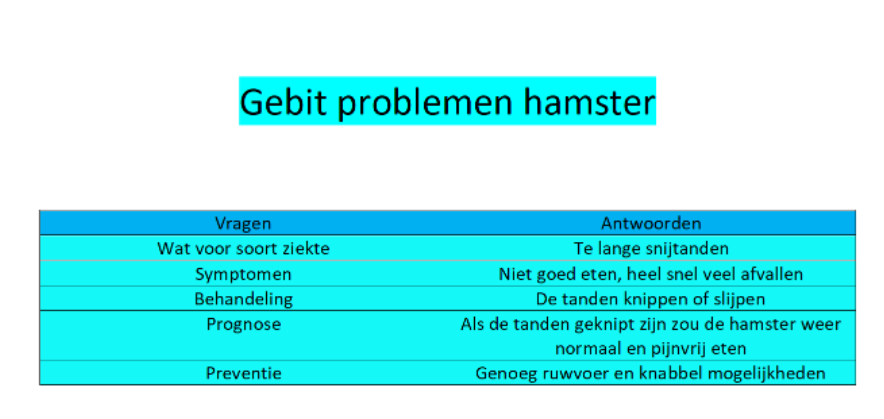 Gebit problemen hamster
Vragen Antwoorden
Wat voor soort ziekte Te lange snijtanden
Symptomen Niet goed eten, heel snel veel afvallen
Behandeling De tanden knippen of slijpen
Prognose Als de tanden geknipt zijn zou de hamster weer
normaal en pijnvrij eten
Preventie Genoeg ruwvoer en knabbel mogelijkheden